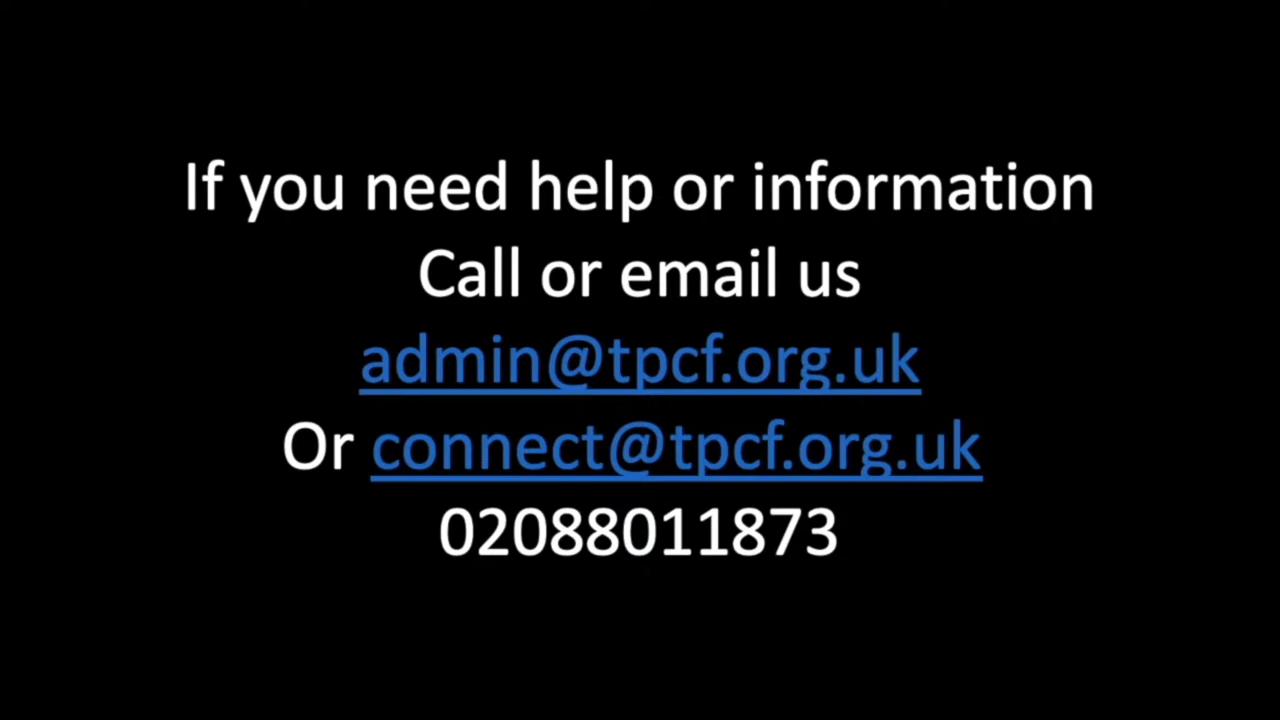 If you need help or information
Call or email us
admin@tpcf.org.uk
Or connect@tpcf.org.uk
02088011873